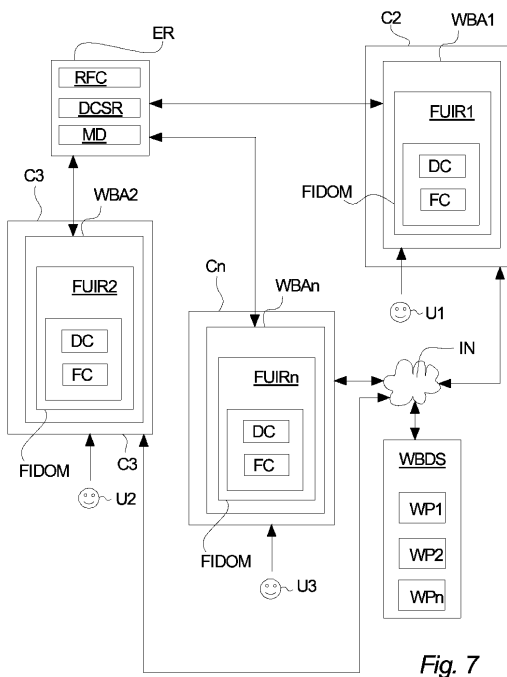 ER
RFC
DCSR
MD
C2
WBA1
FUIR1
DC
FC
FIDOM
U1
C3
WBA2
FUIR2
DC
FC
FIDOM
C3
U2
Cn
WBAn
FUIRn
DC
FC
FIDOM
U3
IN
WBDS
WP1
WP2
WPn
Fig. 7